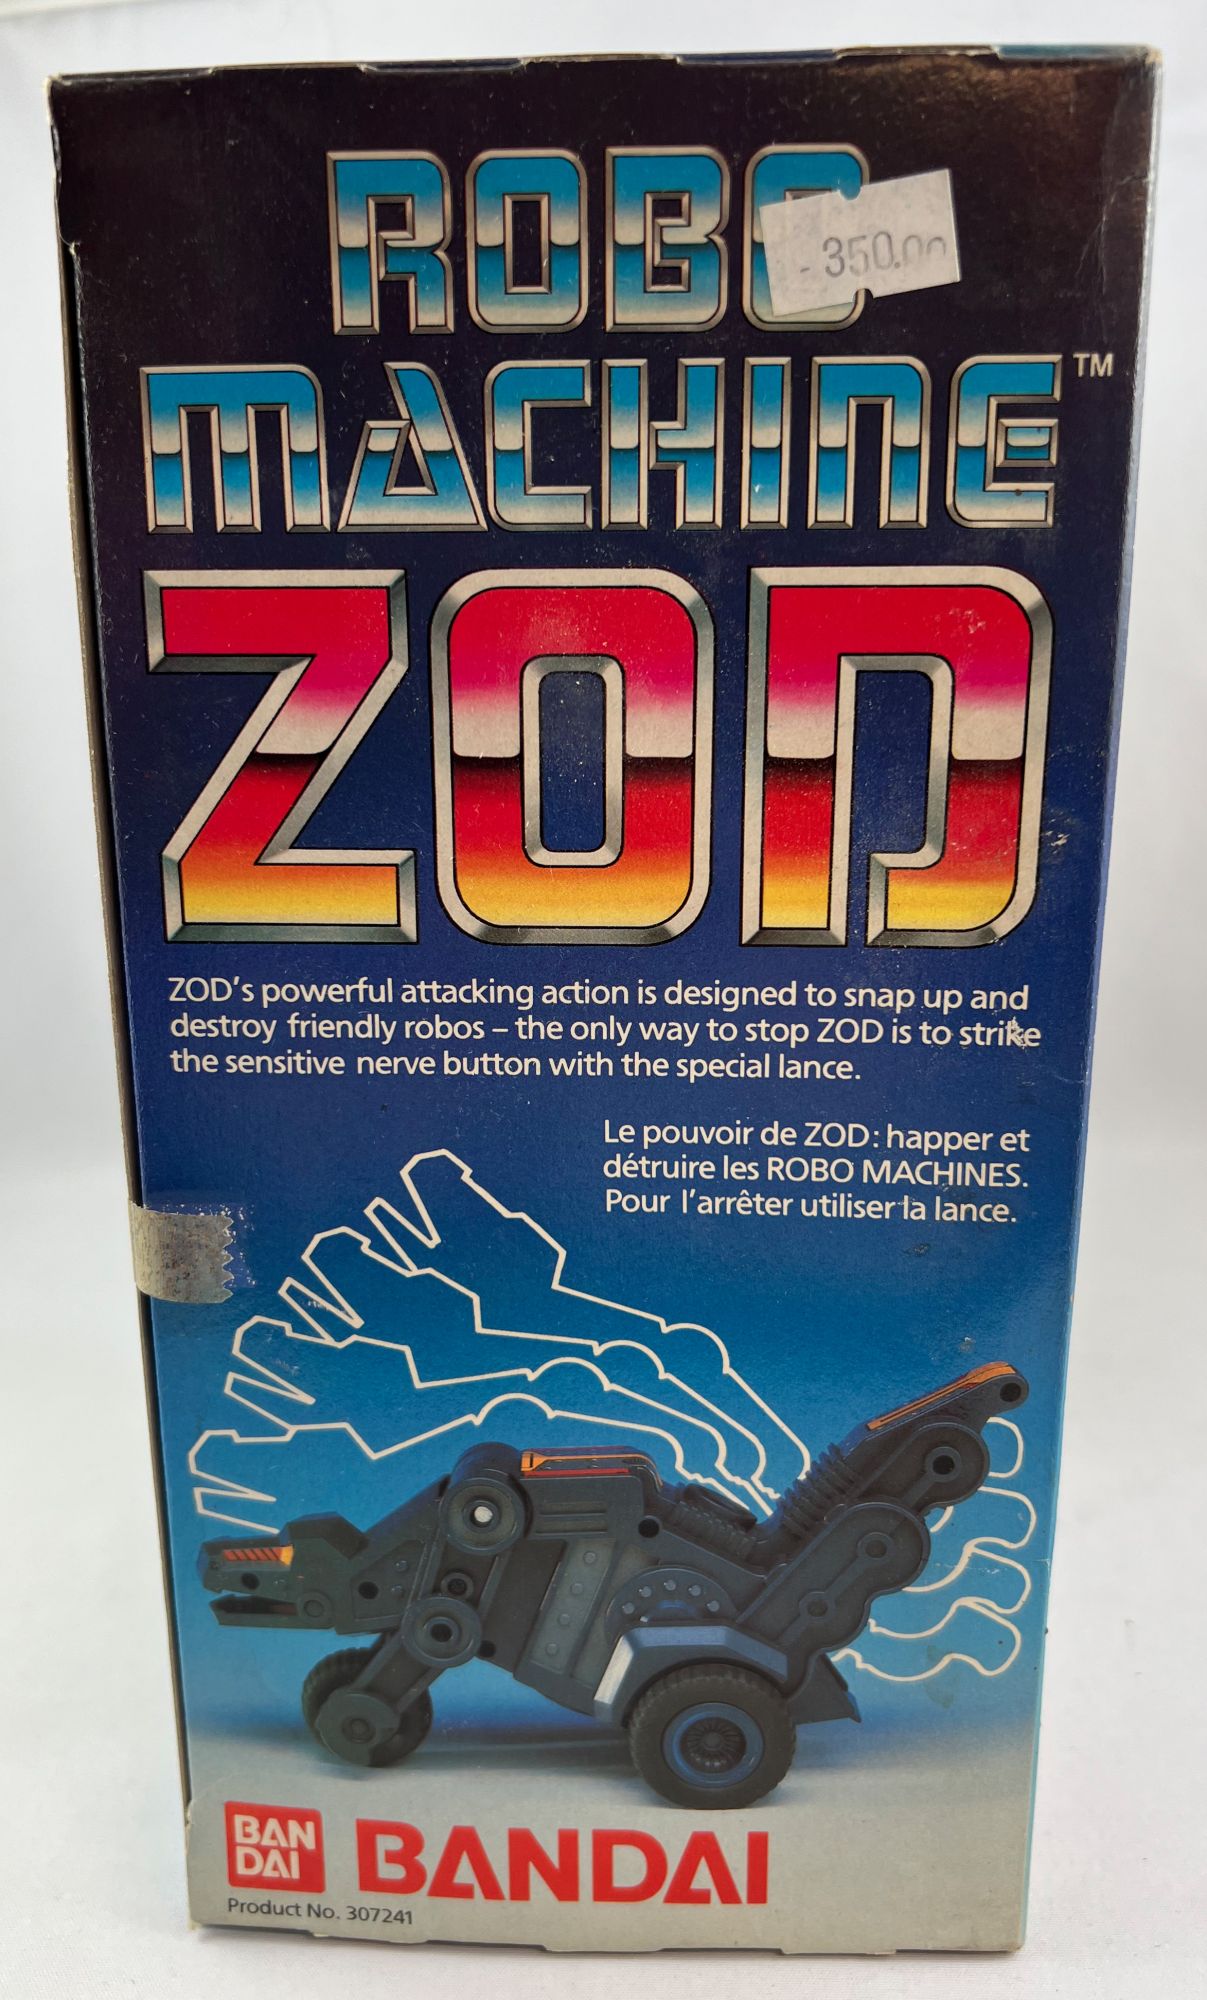 ROBO
- 350.00
MACHINE™
ZOD
ZOD's powerful attacking action is designed to snap up and
destroy friendly robos – the only way to stop ZOD is to strike
the sensitive nerve button with the special lance.
Le pouvoir de ZOD: happer et
détruire les ROBO MACHINES.
Pour l'arrêter utiliser la lance.
BAN
DAI
BANDAI
Product No. 307241